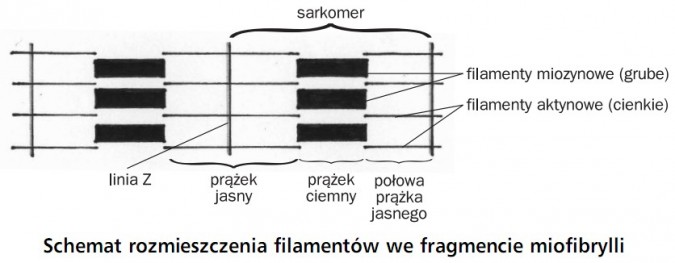 sarkomer
filamenty miozynowe (grube)
filamenty aktynowe (cienkie)
linia Z
prążek
jasny
prążek
ciemny
połowa
prążka
jasnego
Schemat rozmieszczenia filamentów we fragmencie miofibrylli